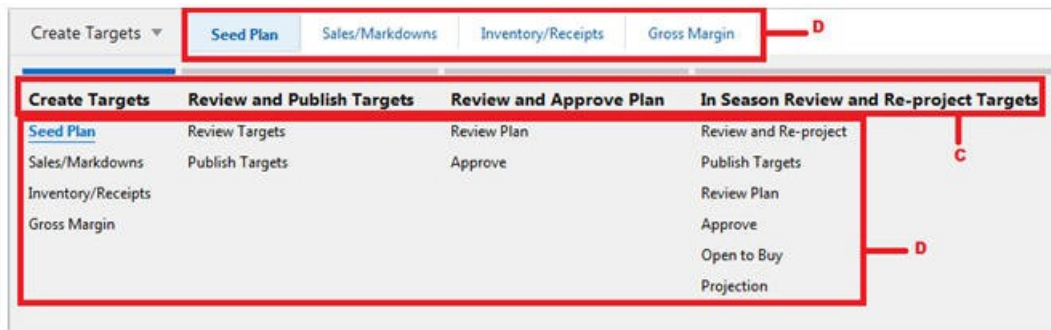 Create Targets ▼ Seed Plan Sales/Markdowns Inventory/Receipts Gross Margin D
Create Targets Review and Publish Targets Review and Approve Plan In Season Review and Re-project Targets
Seed Plan Review Targets Review Plan Review and Re-project
C
Sales/Markdowns Publish Targets Approve Publish Targets
Inventory/Receipts Review Plan
Gross Margin Approve
Open to Buy D
Projection